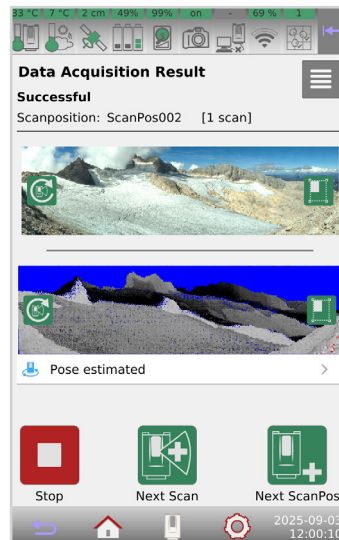 33 °C 7 °C 2 cm 49% 99% on - 69 % 1
Data Acquisition Result
Successful
Scanposition: ScanPos002 [1 scan]
Pose estimated
Stop Next Scan Next ScanPos
2025-09-03
12:00:10